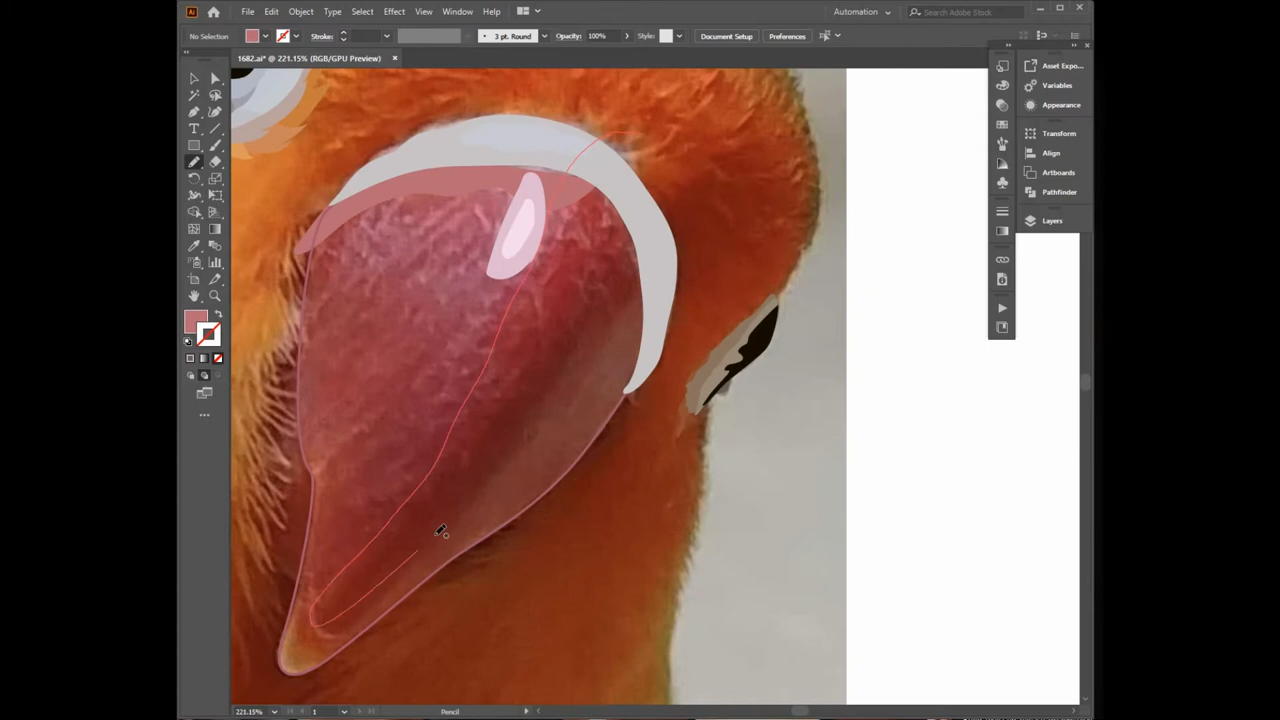 Ai File Edit Object Type Select Effect View Window Help Automation Search Adobe Stock
No Selection Stroke: 3 pt. Round Opacity: 100% Style: Document Setup Preferences
1682.ai* @ 221.15% (RGB/GPU Preview)
Asset Expo...
Variables
Appearance
Transform
Align
Artboards
Pathfinder
Layers
221.15% 1 Pencil